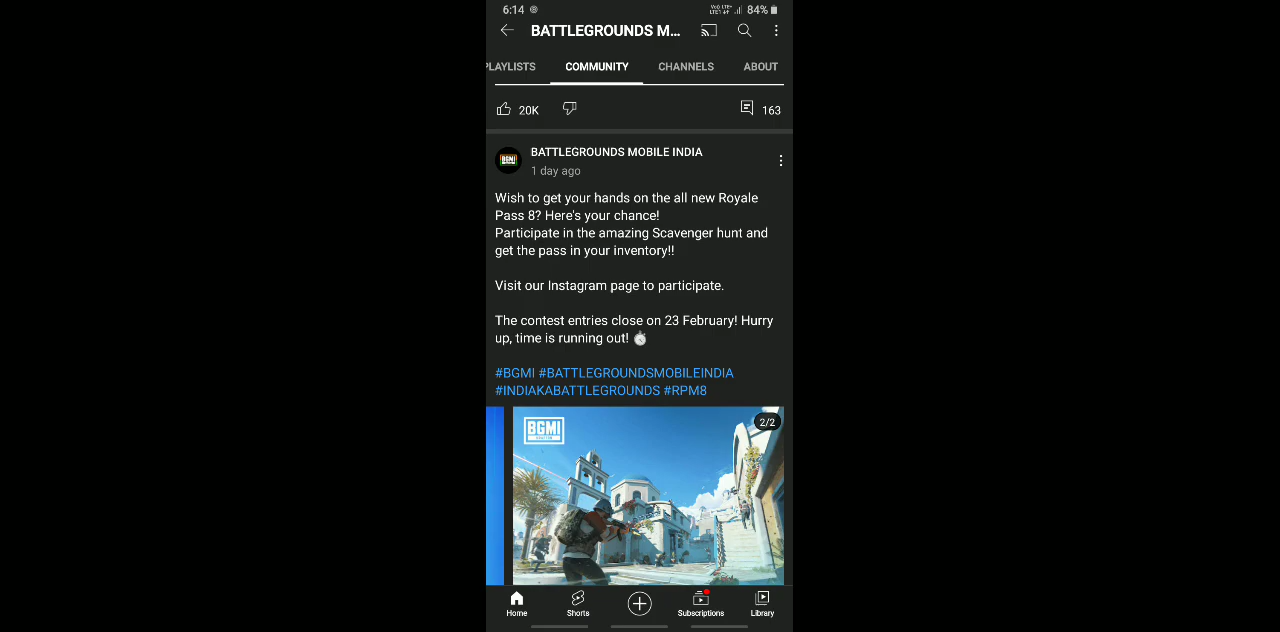 6:14 84%
BATTLEGROUNDS M...
PLAYLISTS COMMUNITY CHANNELS ABOUT
20K 163
BGMI BATTLEGROUNDS MOBILE INDIA
1 day ago
Wish to get your hands on the all new Royale
Pass 8? Here's your chance!
Participate in the amazing Scavenger hunt and
get the pass in your inventory!!
Visit our Instagram page to participate.
The contest entries close on 23 February! Hurry
up, time is running out!
#BGMI #BATTLEGROUNDSMOBILEINDIA
#INDIAKABATTLEGROUNDS #RPM8
2/2
BGMI
Home Shorts Subscriptions Library